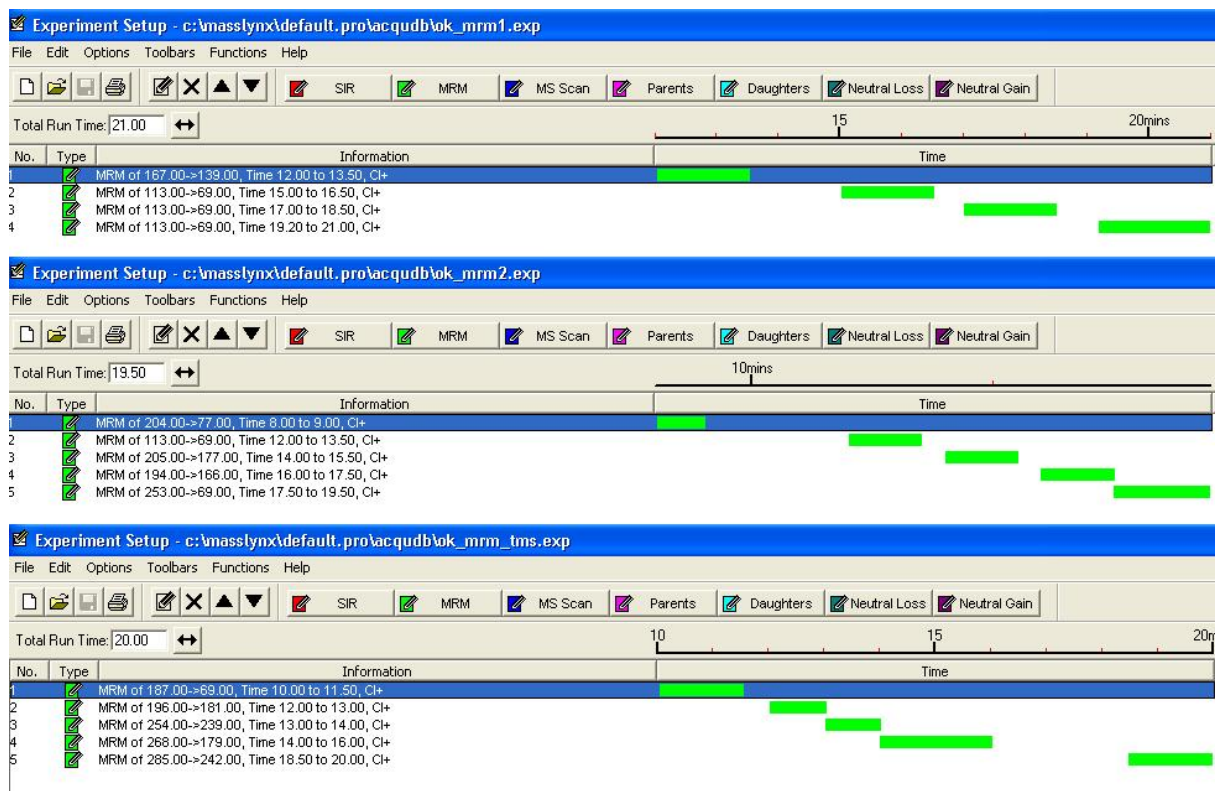 Experiment Setup - c:\masslynx\default.pro\acqudb\ok_mrm1.exp
File Edit Options Toolbars Functions Help
SIR MRM MS Scan Parents Daughters Neutral Loss Neutral Gain
Total Run Time: 21.00 15 20mins
No. Type Information Time
1 MRM of 167.00->139.00, Time 12.00 to 13.50, CI+
2 MRM of 113.00->69.00, Time 15.00 to 16.50, CI+
3 MRM of 113.00->69.00, Time 17.00 to 18.50, CI+
4 MRM of 113.00->69.00, Time 19.20 to 21.00, CI+
Experiment Setup - c:\masslynx\default.pro\acqudb\ok_mrm2.exp
File Edit Options Toolbars Functions Help
SIR MRM MS Scan Parents Daughters Neutral Loss Neutral Gain
Total Run Time: 19.50 10mins
No. Type Information Time
1 MRM of 204.00->77.00, Time 8.00 to 9.00, CI+
2 MRM of 113.00->69.00, Time 12.00 to 13.50, CI+
3 MRM of 205.00->177.00, Time 14.00 to 15.50, CI+
4 MRM of 194.00->166.00, Time 16.00 to 17.50, CI+
5 MRM of 253.00->69.00, Time 17.50 to 19.50, CI+
Experiment Setup - c:\masslynx\default.pro\acqudb\ok_mrm_tms.exp
File Edit Options Toolbars Functions Help
SIR MRM MS Scan Parents Daughters Neutral Loss Neutral Gain
Total Run Time: 20.00 10 15 20m
No. Type Information Time
1 MRM of 187.00->69.00, Time 10.00 to 11.50, CI+
2 MRM of 196.00->181.00, Time 12.00 to 13.00, CI+
3 MRM of 254.00->239.00, Time 13.00 to 14.00, CI+
4 MRM of 268.00->179.00, Time 14.00 to 16.00, CI+
5 MRM of 285.00->242.00, Time 18.50 to 20.00, CI+